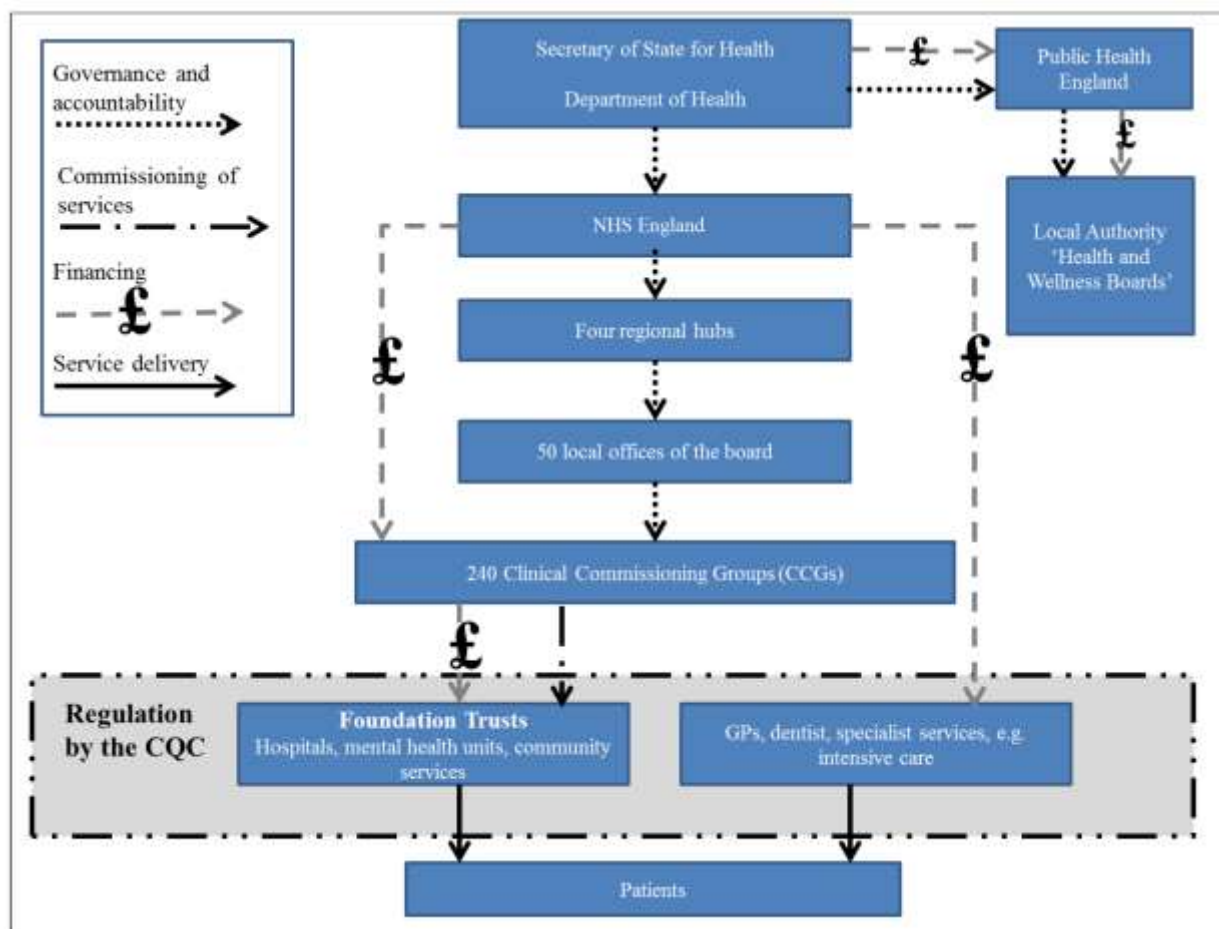 Governance and
accountability
Commissioning of
services
Financing
£
Service delivery
Secretary of State for Health
Department of Health
£
Public Health
England
£
NHS England
Local Authority
‘Health and
Wellness Boards’
Four regional hubs
£
£
50 local offices of the board
240 Clinical Commissioning Groups (CCGs)
£
Regulation
by the CQC
Foundation Trusts
Hospitals, mental health units, community
services
GPs, dentist, specialist services, e.g.
intensive care
Patients